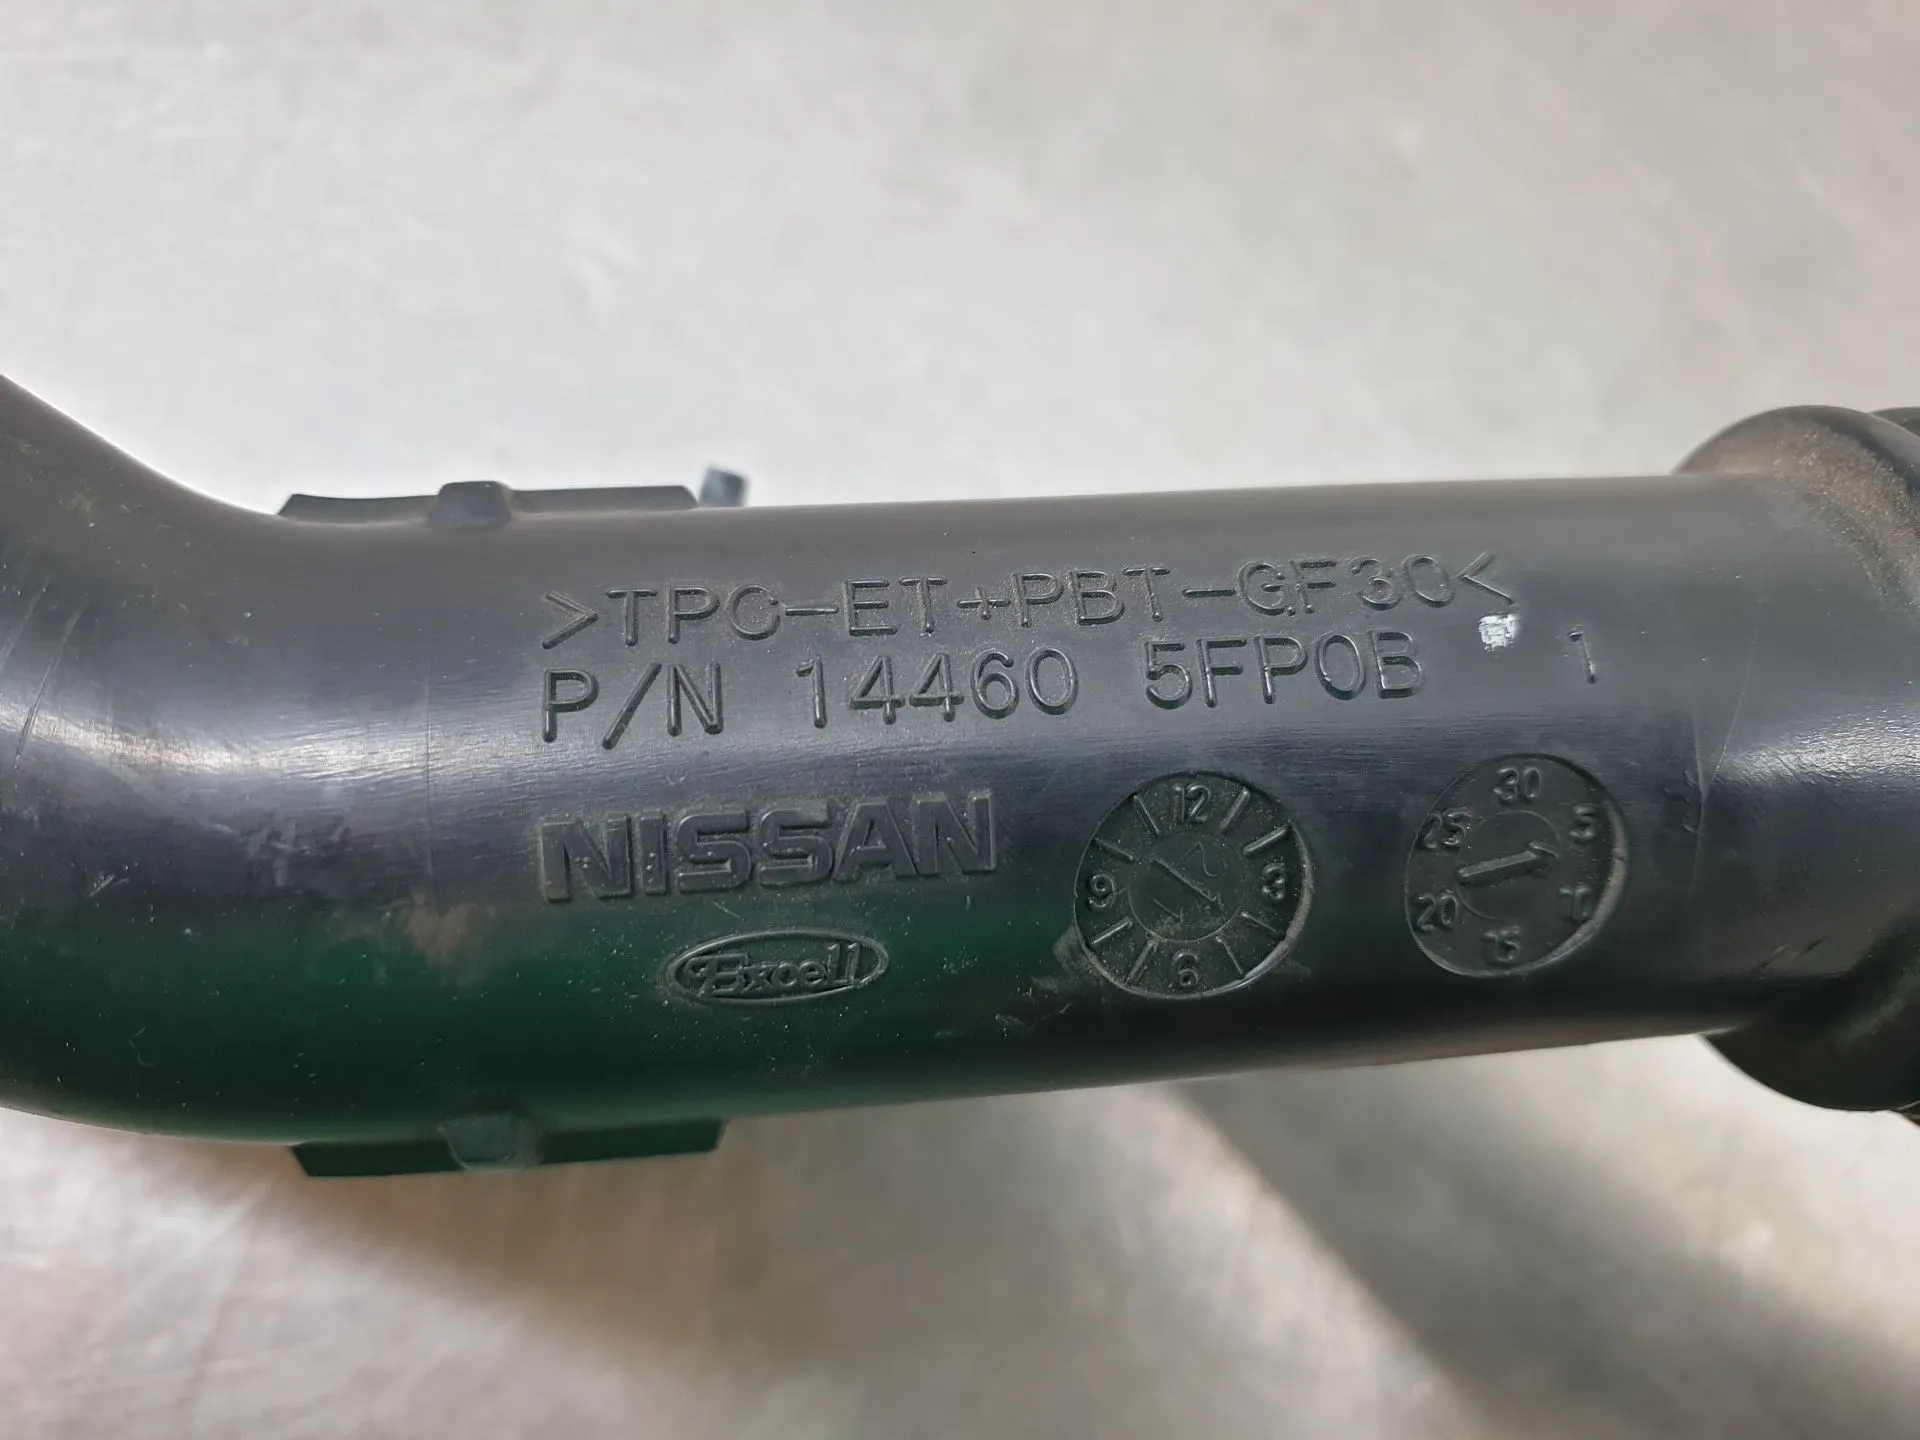 >TPC-ET+PBT-GF30<
P/N 14460 5FP0B 1
NISSAN
Excell
12
3
6
9
30
5
10
15
20
25